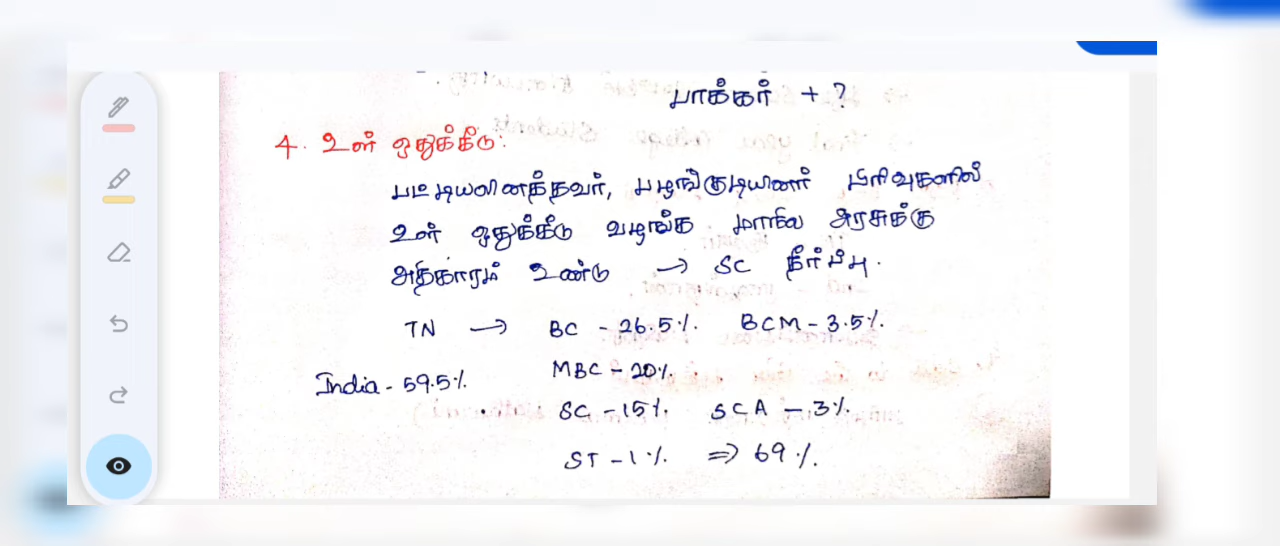 பாக்கர் + ?
4. உள் ஒதுக்கீடு:
பட்டியலினத்தவர், பழங்குடியினர் பிரிவுகளில்
உள் ஒதுக்கீடு வழங்க மாநில அரசுக்கு
அதிகாரம் உண்டு → SC தீர்ப்பு.
TN → BC - 26.5%. BCM - 3.5%.
India - 59.5%.
MBC - 20%.
SC - 15%. SCA - 3%.
ST - 1%. ⇒ 69%.